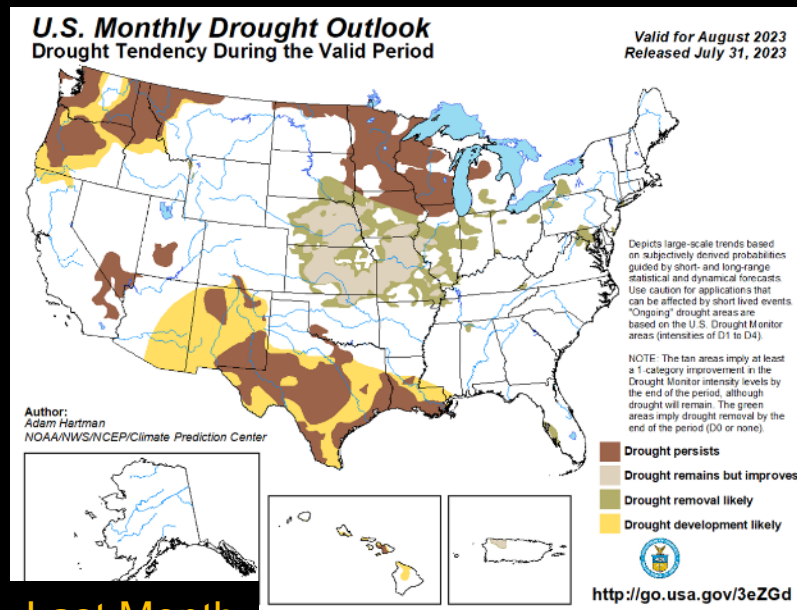 U.S. Monthly Drought Outlook
Drought Tendency During the Valid Period
Valid for August 2023
Released July 31, 2023
Depicts large-scale trends based
on subjectively derived probabilities
guided by short- and long-range
statistical and dynamical forecasts.
Use caution for applications that
can be affected by short lived events.
"Ongoing" drought areas are
based on the U.S. Drought Monitor
areas (intensities of D1 to D4).
NOTE: The tan areas imply at least
a 1-category improvement in the
Drought Monitor intensity levels by
the end of the period, although
drought will remain. The green
areas imply drought removal by the
end of the period (D0 or none).
Author:
Adam Hartman
NOAA/NWS/NCEP/Climate Prediction Center
Drought persists
Drought remains but improves
Drought removal likely
Drought development likely
http://go.usa.gov/3eZGd
Last Month